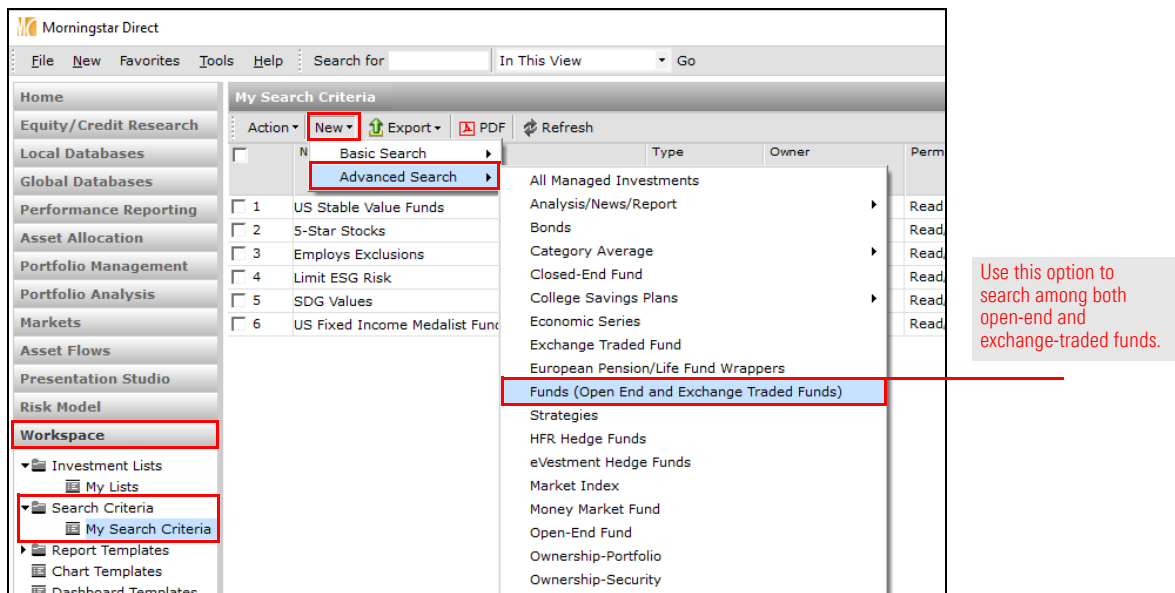 Morningstar Direct
File New Favorites Tools Help Search for In This View Go
Home
Equity/Credit Research
Local Databases
Global Databases
Performance Reporting
Asset Allocation
Portfolio Management
Portfolio Analysis
Markets
Asset Flows
Presentation Studio
Risk Model
Workspace
Investment Lists
My Lists
Search Criteria
My Search Criteria
Report Templates
Chart Templates
Dashboard Templates
My Search Criteria
Action New Export PDF Refresh
N Type Owner Perm
1 US Stable Value Funds Read
2 5-Star Stocks Read/
3 Employs Exclusions Read/
4 Limit ESG Risk Read/
5 SDG Values Read/
6 US Fixed Income Medalist Fund Read/
Basic Search
Advanced Search
All Managed Investments
Analysis/News/Report
Bonds
Category Average
Closed-End Fund
College Savings Plans
Economic Series
Exchange Traded Fund
European Pension/Life Fund Wrappers
Funds (Open End and Exchange Traded Funds)
Strategies
HFR Hedge Funds
eVestment Hedge Funds
Market Index
Money Market Fund
Open-End Fund
Ownership-Portfolio
Ownership-Security
Use this option to
search among both
open-end and
exchange-traded funds.